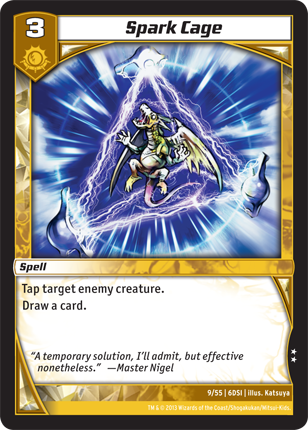 3
Spark Cage
Spell
Tap target enemy creature.
Draw a card.
“A temporary solution, I’ll admit, but effective
nonetheless.” —Master Nigel
9/55 | 6DSI | illus. Katsuya
TM & © 2013 Wizards of the Coast/Shogakukan/Mitsui-Kids